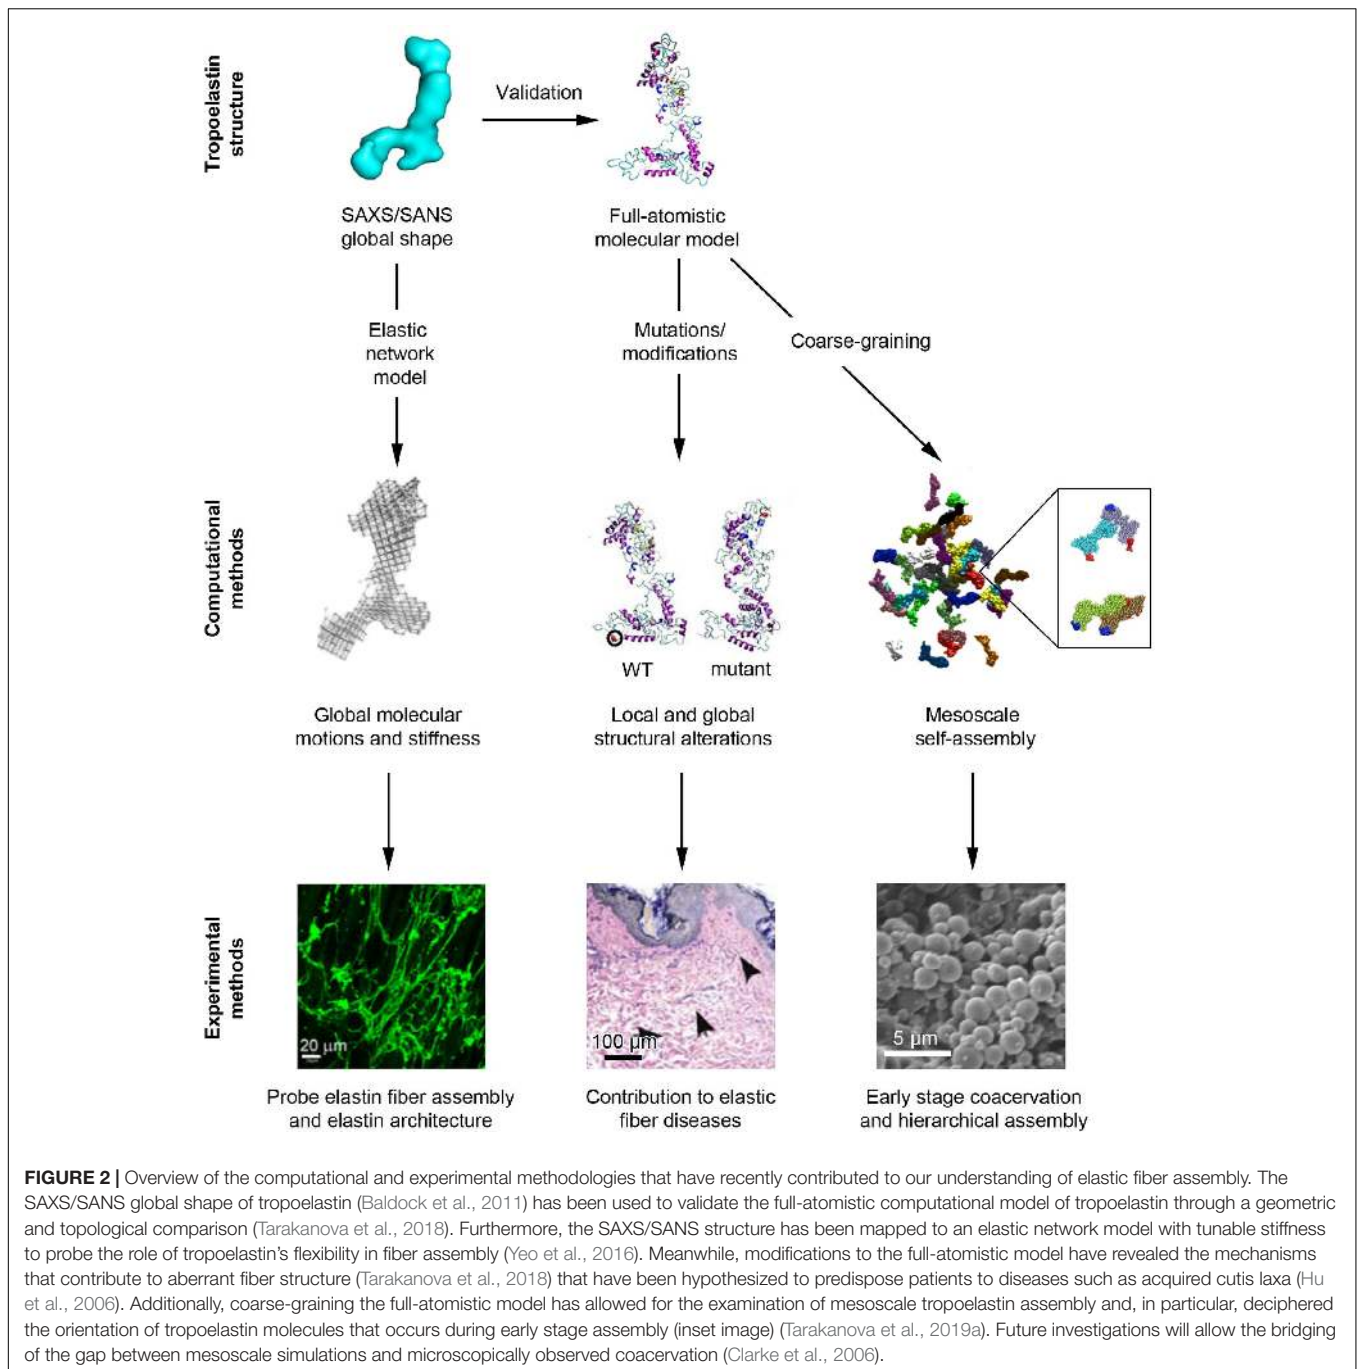 Tropoelastin
structure
Validation
SAXS/SANS
global shape
Full-atomistic
molecular model
Elastic
network
model
Mutations/
modifications
Coarse-graining
Computational
methods
WT
mutant
Global molecular
motions and stiffness
Local and global
structural alterations
Mesoscale
self-assembly
Experimental
methods
20 μm
100 μm
5 μm
Probe elastin fiber assembly
and elastin architecture
Contribution to elastic
fiber diseases
Early stage coacervation
and hierarchical assembly
FIGURE 2 | Overview of the computational and experimental methodologies that have recently contributed to our understanding of elastic fiber assembly. The
SAXS/SANS global shape of tropoelastin (Baldock et al., 2011) has been used to validate the full-atomistic computational model of tropoelastin through a geometric
and topological comparison (Tarakanova et al., 2018). Furthermore, the SAXS/SANS structure has been mapped to an elastic network model with tunable stiffness
to probe the role of tropoelastin's flexibility in fiber assembly (Yeo et al., 2016). Meanwhile, modifications to the full-atomistic model have revealed the mechanisms
that contribute to aberrant fiber structure (Tarakanova et al., 2018) that have been hypothesized to predispose patients to diseases such as acquired cutis laxa (Hu
et al., 2006). Additionally, coarse-graining the full-atomistic model has allowed for the examination of mesoscale tropoelastin assembly and, in particular, deciphered
the orientation of tropoelastin molecules that occurs during early stage assembly (inset image) (Tarakanova et al., 2019a). Future investigations will allow the bridging
of the gap between mesoscale simulations and microscopically observed coacervation (Clarke et al., 2006).